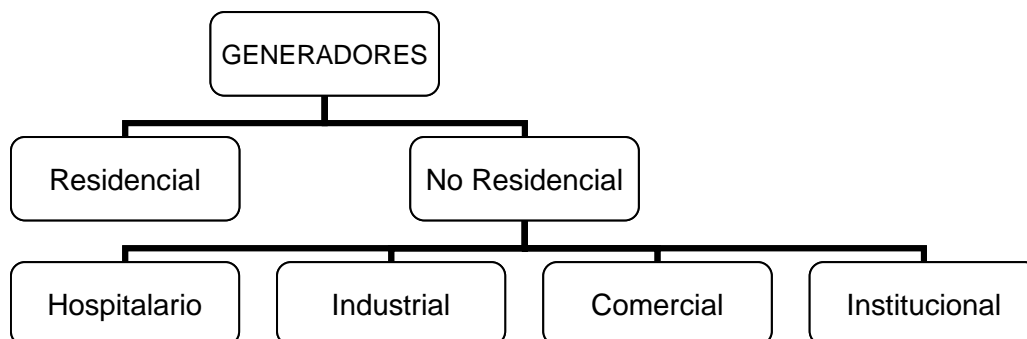 GENERADORES
Residencial
No Residencial
Hospitalario
Industrial
Comercial
Institucional